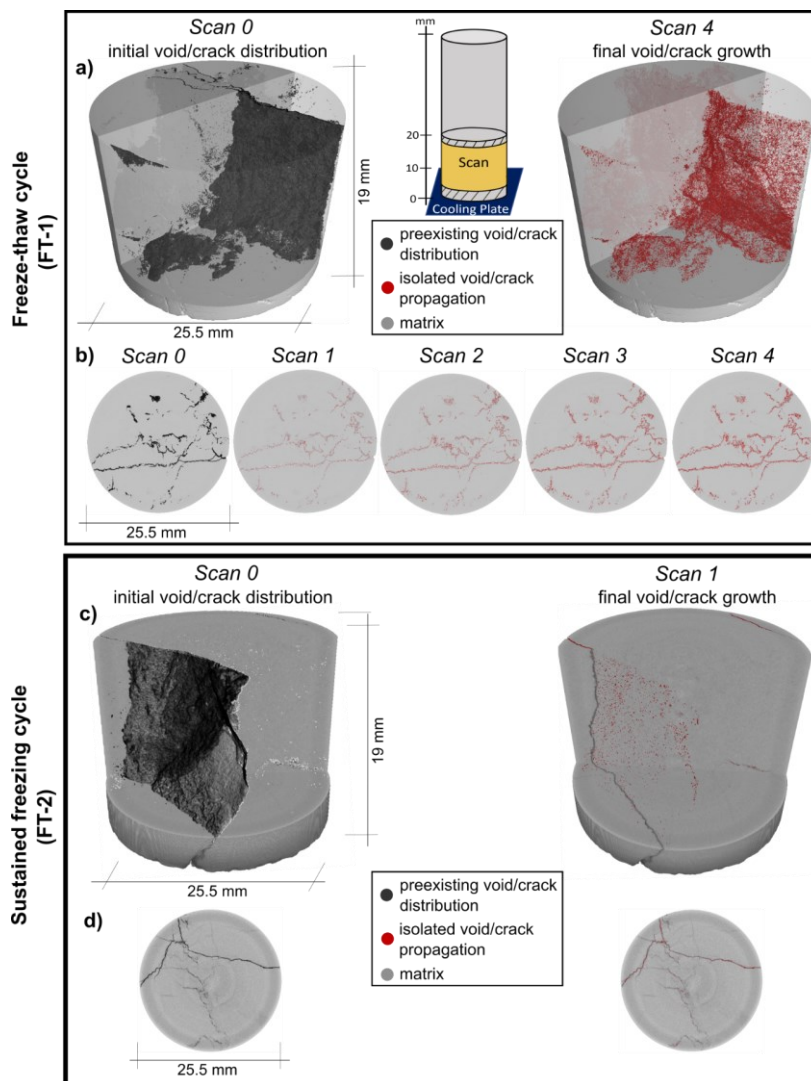 Freeze-thaw cycle
(FT-1)
Scan 0
initial void/crack distribution
a)
19 mm
25.5 mm
mm
20
10
0
Scan
Cooling Plate
preexisting void/crack
distribution
isolated void/crack
propagation
matrix
Scan 4
final void/crack growth
b)
Scan 0
Scan 1
Scan 2
Scan 3
Scan 4
25.5 mm
Sustained freezing cycle
(FT-2)
Scan 0
initial void/crack distribution
c)
19 mm
25.5 mm
Scan 1
final void/crack growth
preexisting void/crack
distribution
isolated void/crack
propagation
matrix
d)
25.5 mm